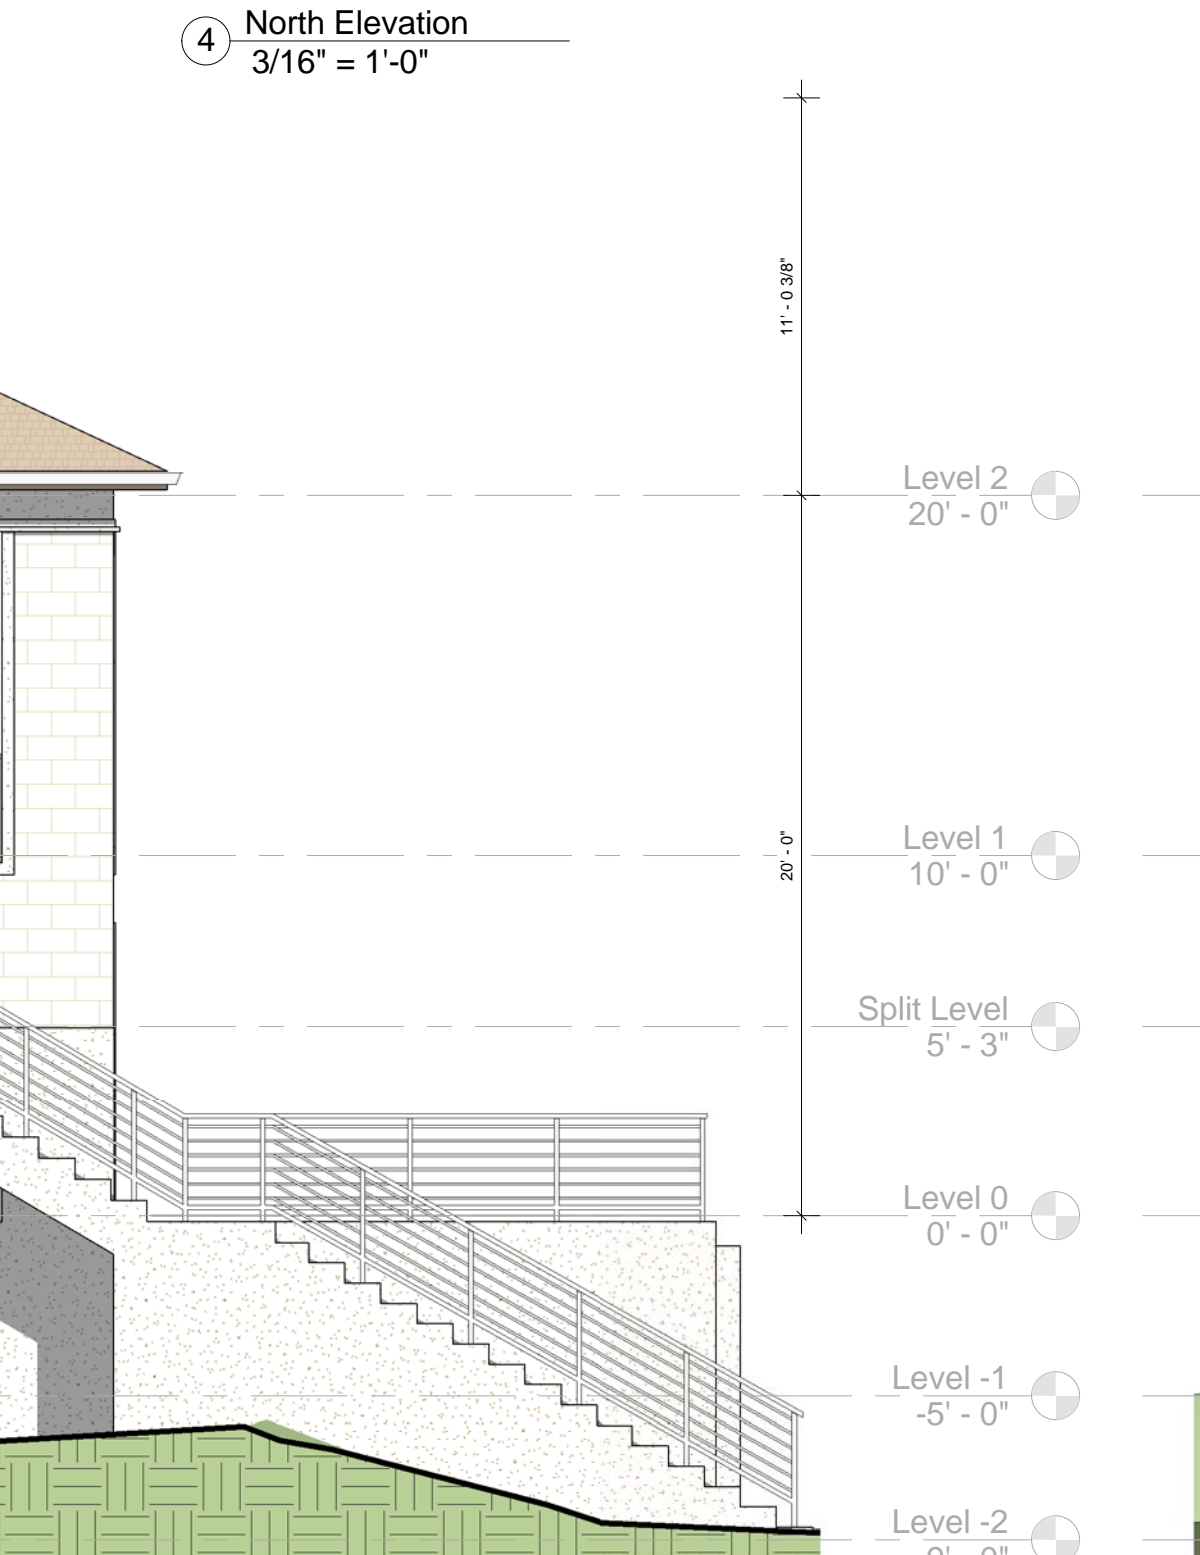 North Elevation
4
3/16" = 1'-0"
11' - 0 3/8"
Level 2
20' - 0"
Level 1
10' - 0"
20' - 0"
Split Level
5' - 3"
Level 0
0' - 0"
Level -1
-5' - 0"
Level -2